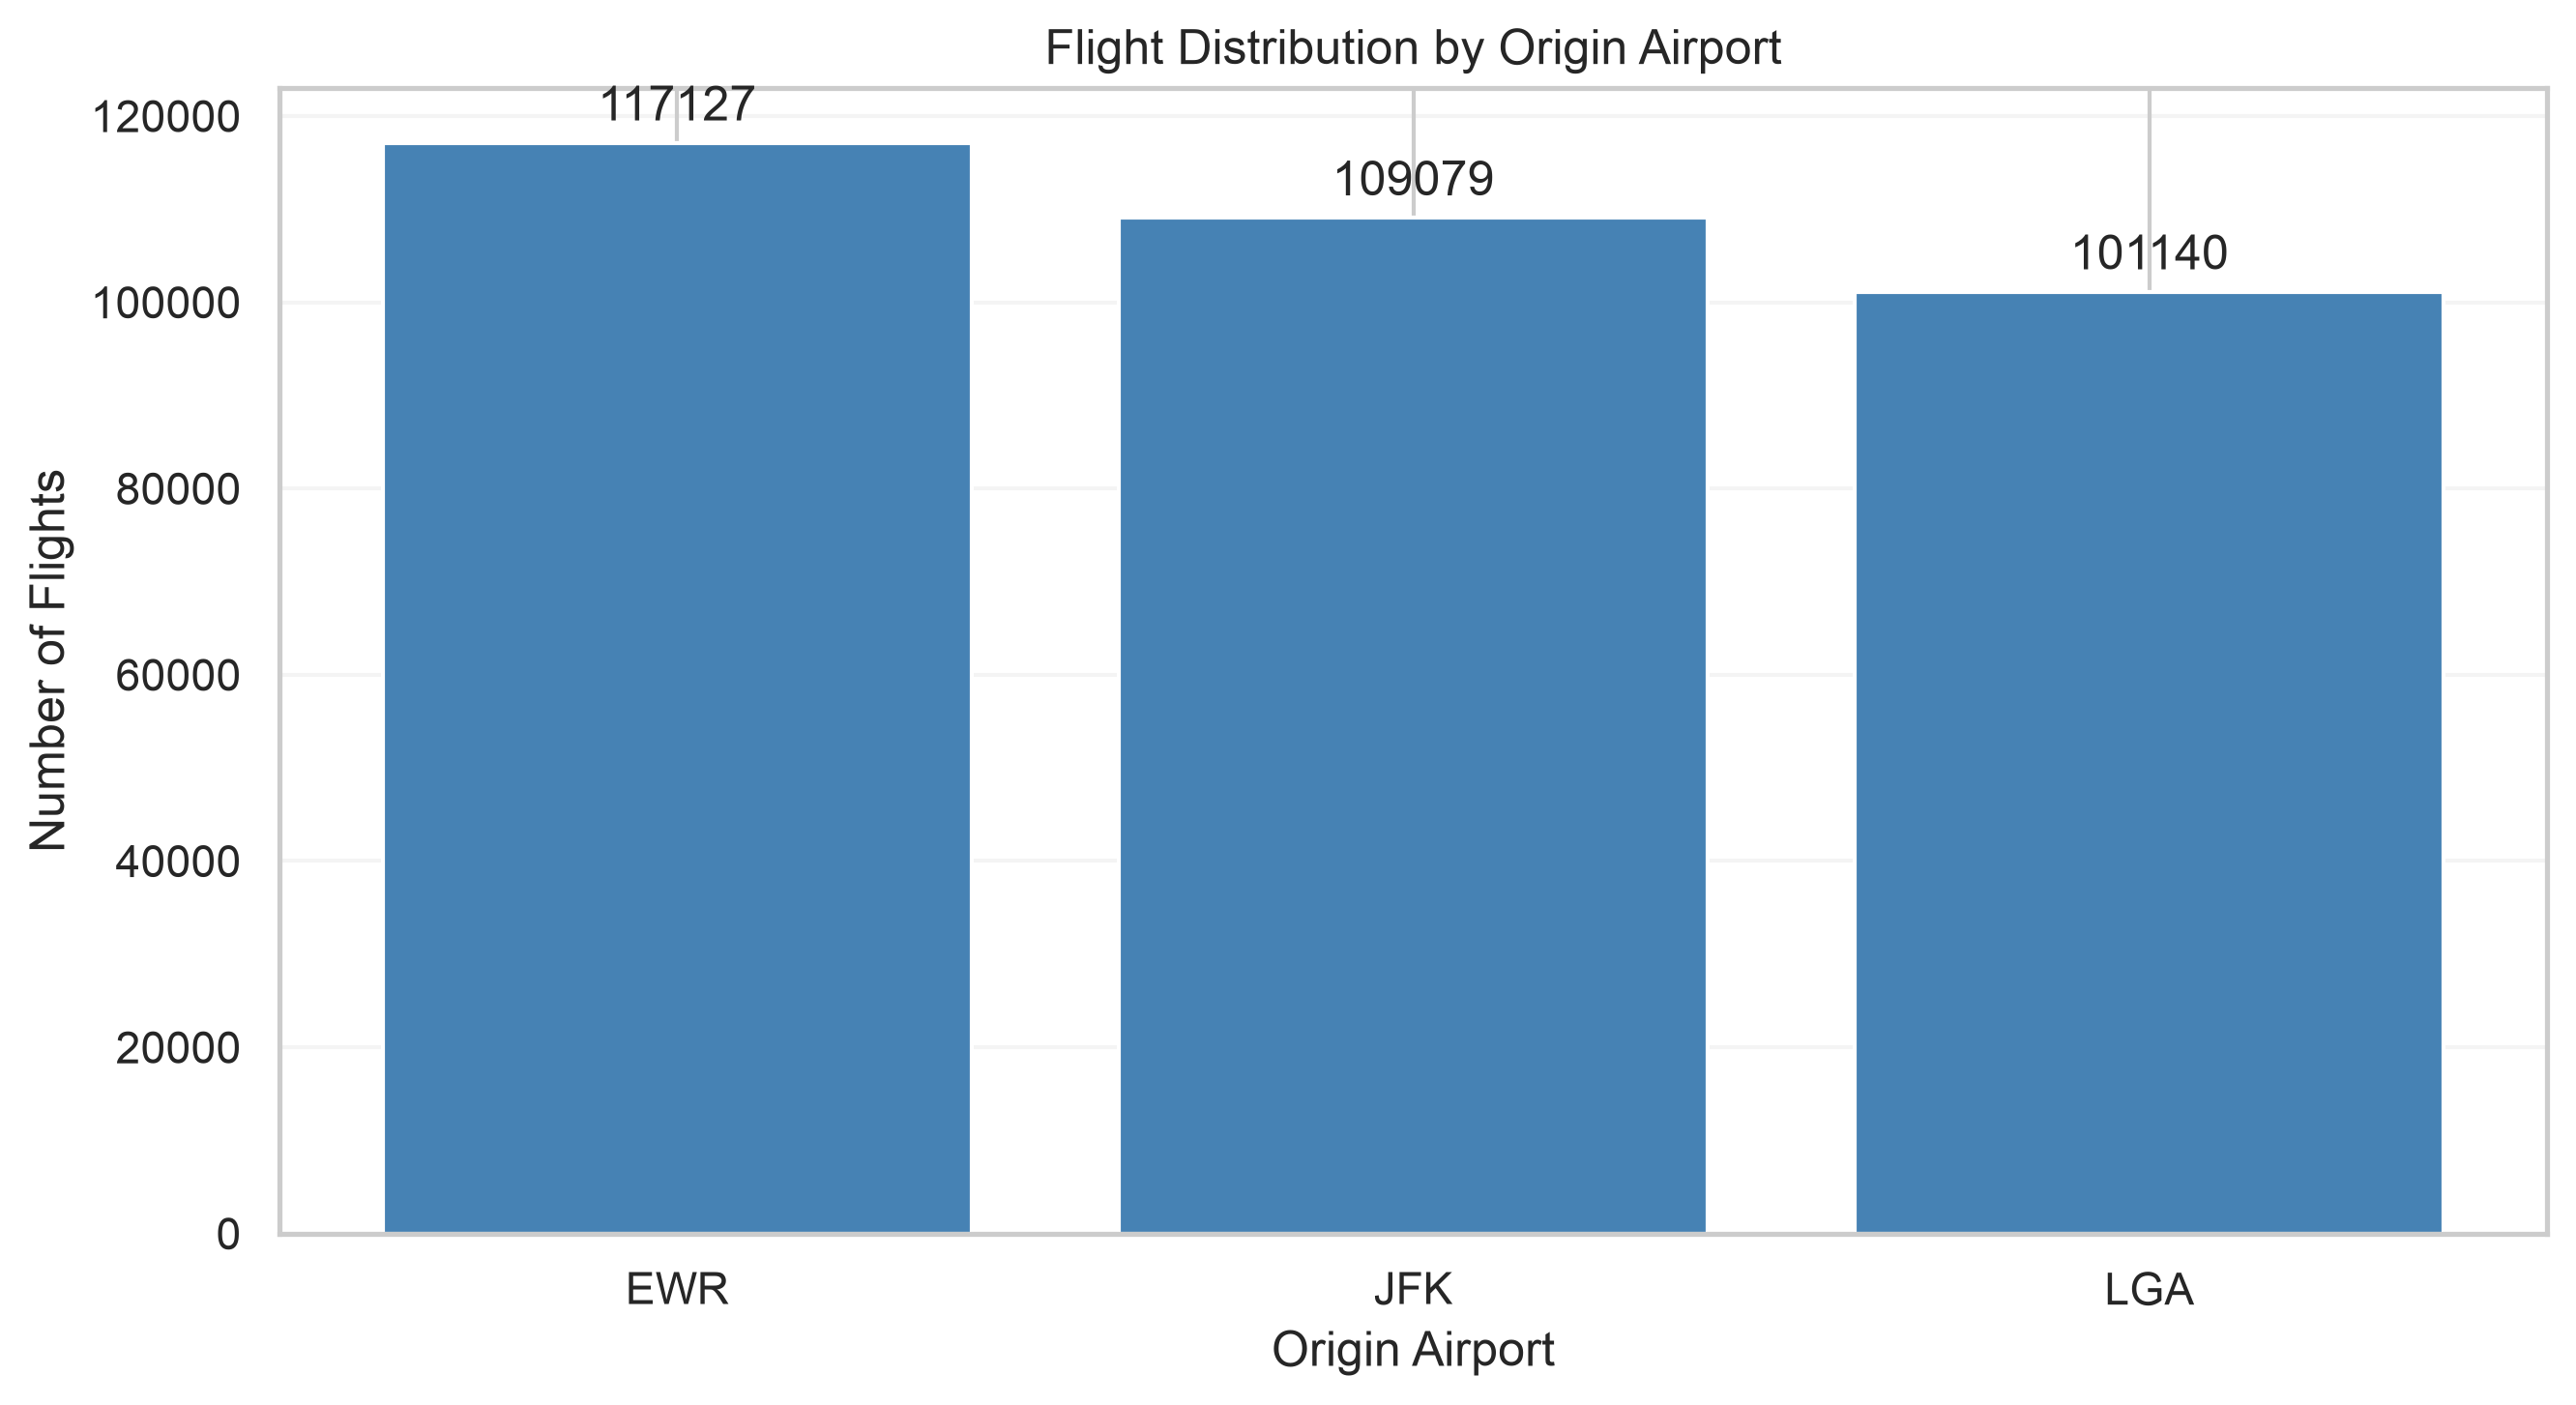 Flight Distribution by Origin Airport
120000
100000
80000
60000
40000
20000
0
Number of Flights
117127
109079
101140
EWR
JFK
LGA
Origin Airport